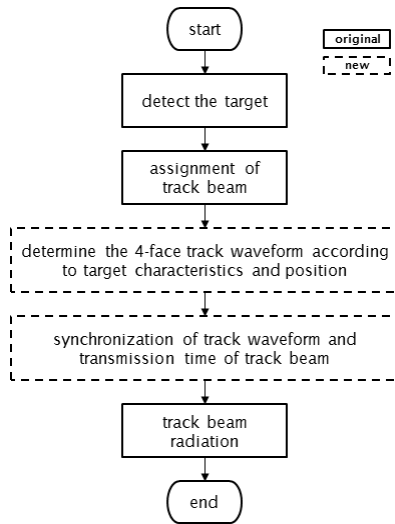 start
original
new
detect the target
assignment of
track beam
determine the 4-face track waveform according
to target characteristics and position
synchronization of track waveform and
transmission time of track beam
track beam
radiation
end